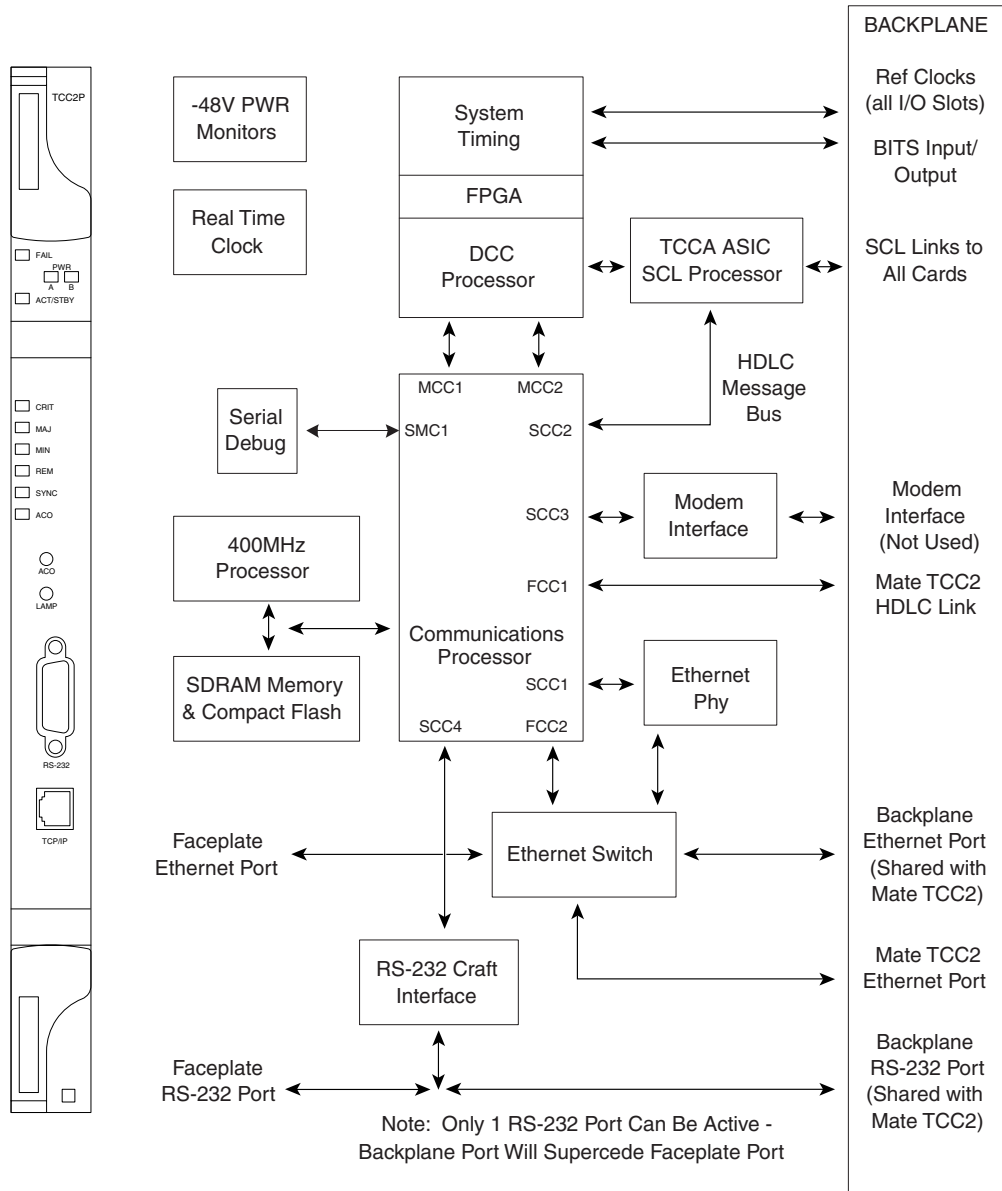 TCC2P
FAIL
PWR
A B
ACT/STBY
CRIT
MAJ
MIN
REM
SYNC
ACO
ACO
LAMP
RS-232
TCP/IP
-48V PWR
Monitors
Real Time
Clock
System
Timing
FPGA
DCC
Processor
TCCA ASIC
SCL Processor
HDLC
Message
Bus
MCC1
MCC2
SMC1
SCC2
Serial
Debug
SCC3
Modem
Interface
400MHz
Processor
FCC1
Communications
Processor
SDRAM Memory
& Compact Flash
SCC1
Ethernet
Phy
SCC4
FCC2
Faceplate
Ethernet Port
Ethernet Switch
RS-232 Craft
Interface
Faceplate
RS-232 Port
Note: Only 1 RS-232 Port Can Be Active -
Backplane Port Will Supercede Faceplate Port
BACKPLANE
Ref Clocks
(all I/O Slots)
BITS Input/
Output
SCL Links to
All Cards
Modem
Interface
(Not Used)
Mate TCC2
HDLC Link
Backplane
Ethernet Port
(Shared with
Mate TCC2)
Mate TCC2
Ethernet Port
Backplane
RS-232 Port
(Shared with
Mate TCC2)